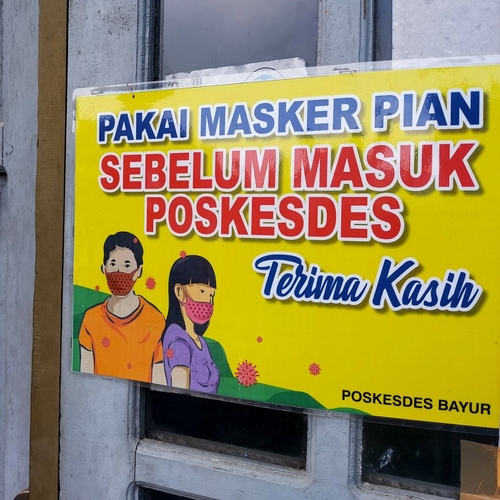 PAKAI MASKER PIAN
SEBELUM MASUK
POSKESDES
Terima Kasih
POSKESDES BAYUR